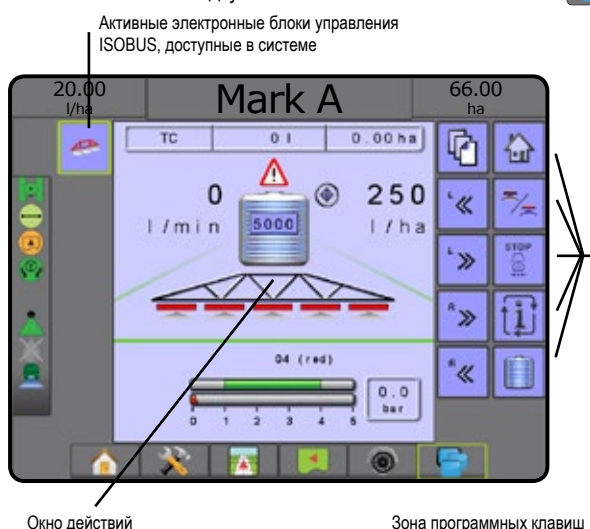 Активные электронные блоки управления
ISOBUS, доступные в системе
20.00
l/ha
Mark A
66.00
ha
TC 0 l 0.00 ha
0
l/min
5000
250
l/ha
L
L
R
R
STOP
i
04 (red)
0 1 2 3 4 5
0.0
bar
Окно действий
Зона программных клавиш